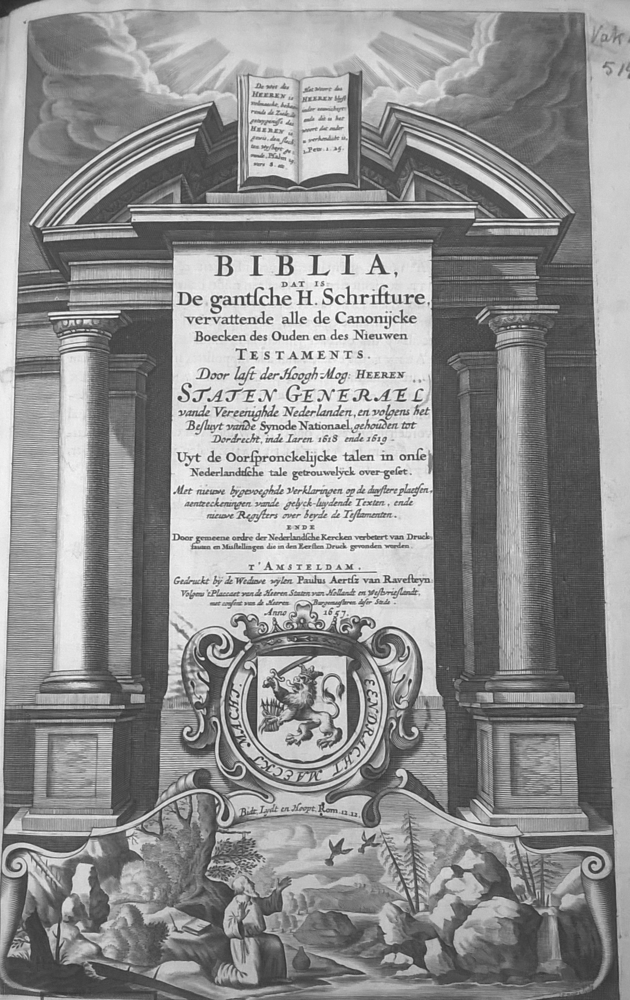 Vak
514
De wet des
HEEREN is
volmaeckt, bekee
rende de Ziele: de
getuygenisse des
HEEREN is
gewis, den slech
ten wysheyt ge-
vende, Psalm 19
vers 8. etc.
Het Woort des
HEEREN blyft
inder eeuwicheyt:
ende dit is het
woort dat onder
u verkondicht is.
1. Petr. 1. 25.
BIBLIA,
DAT IS
De gantſche H. Schrifture,
vervattende alle de Canonijcke
Boecken des Ouden en des Nieuwen
TESTAMENTS.
Door laſt der Hoogh-Mog: HEEREN
STATEN GENERAEL
vande Vereenighde Nederlanden, en volgens het
Beſluyt vande Synode Nationael, gehouden tot
Dordrecht, inde Iaren 1618 ende 1619.
Uyt de Oorſpronckelijcke talen in onſe
Nederlandtſche tale getrouwelÿck over-geſet.
Met nieuwe bÿgevoeghde Verklaringen op de duyſtere plaetſen,
aenteeckeningen vande gelyck-luydende Texten, ende
nieuwe Regiſters over beyde de Teſtamenten.
ENDE
Door gemeene ordre der Nederlandſche Kercken verbetert van Druck,
fauten en Miſtellingen die in den Eerſten Druck gevonden worden.
T'AMSTELDAM,
Gedruckt bÿ de Weduwe wÿlen Paulus Aertſz van Raveſteyn:
Volgens 't Placcaet van de Heeren Staten van Hollandt en Weſtvrieſlandt,
met conſent van de Heeren Burgemeeſteren deſer Stede.
Anno 1657.
EENDRACHT MAECKT MACHT.
Bidt, Lydt en Hoopt, Rom. 12. 12.